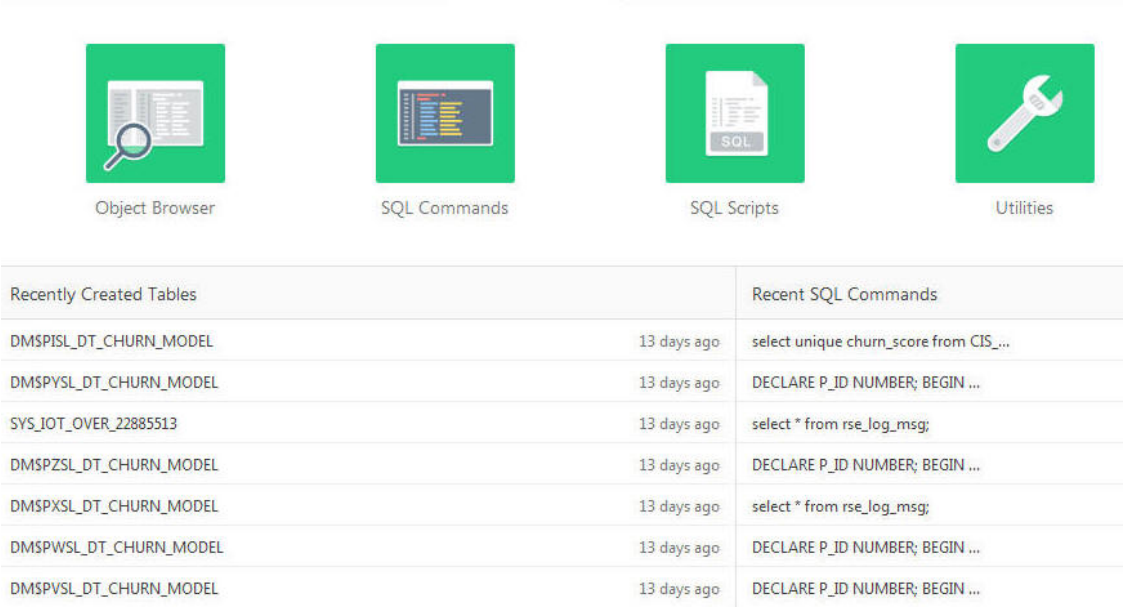 SQL
Object Browser SQL Commands SQL Scripts Utilities
Recently Created Tables Recent SQL Commands
DM$PISL_DT_CHURN_MODEL 13 days ago select unique churn_score from CIS_...
DM$PYSL_DT_CHURN_MODEL 13 days ago DECLARE P_ID NUMBER; BEGIN ...
SYS_IOT_OVER_22885513 13 days ago select * from rse_log_msg;
DM$PZSL_DT_CHURN_MODEL 13 days ago DECLARE P_ID NUMBER; BEGIN ...
DM$PXSL_DT_CHURN_MODEL 13 days ago select * from rse_log_msg;
DM$PWSL_DT_CHURN_MODEL 13 days ago DECLARE P_ID NUMBER; BEGIN ...
DM$PVSL_DT_CHURN_MODEL 13 days ago DECLARE P_ID NUMBER; BEGIN ...